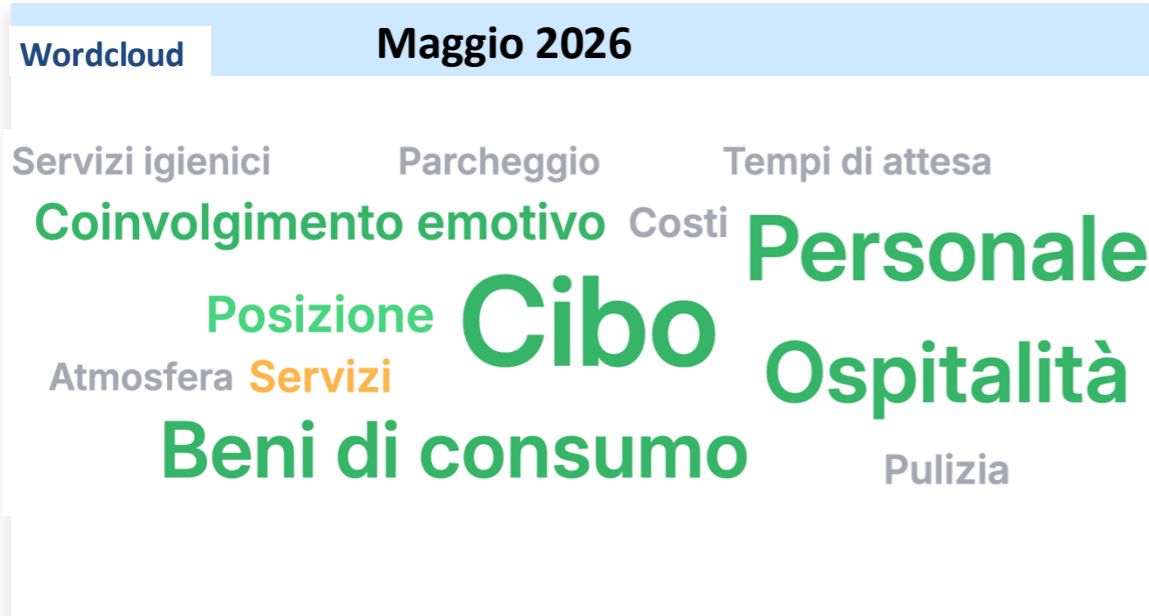 Wordcloud
Maggio 2026
Servizi igienici
Parcheggio
Tempi di attesa
Coinvolgimento emotivo
Costi
Personale
Posizione
Cibo
Atmosfera
Servizi
Ospitalità
Beni di consumo
Pulizia